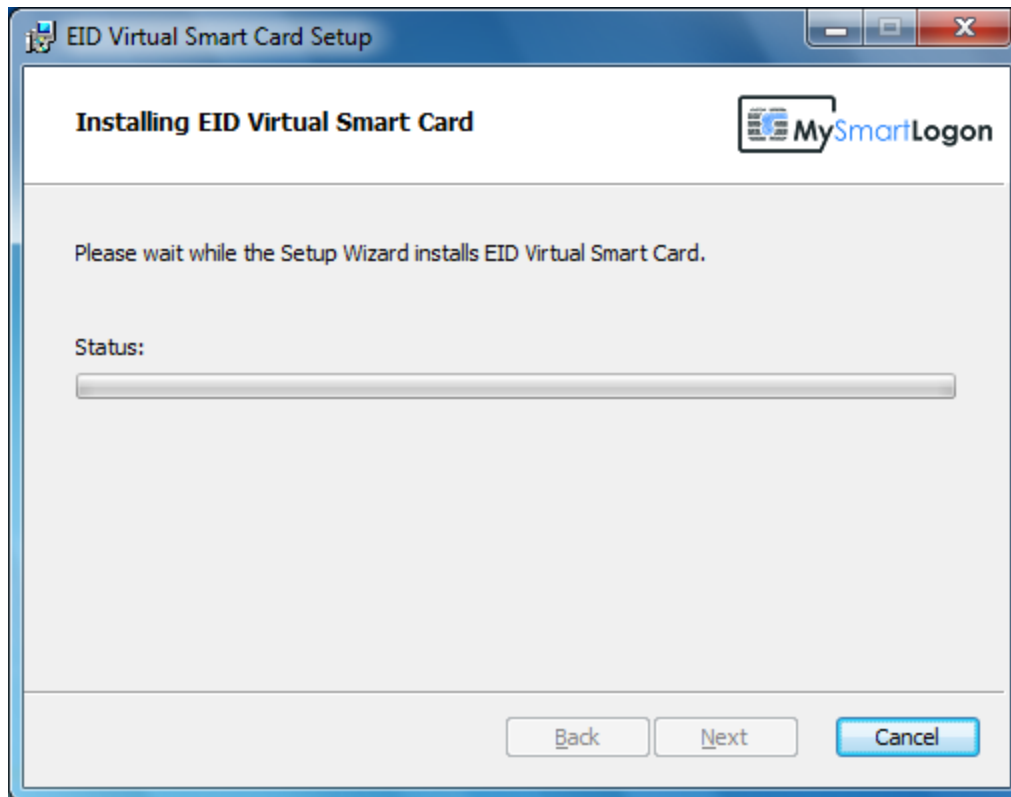 EID Virtual Smart Card Setup
Installing EID Virtual Smart Card
MySmartLogon
Please wait while the Setup Wizard installs EID Virtual Smart Card.
Status:
Back
Next
Cancel